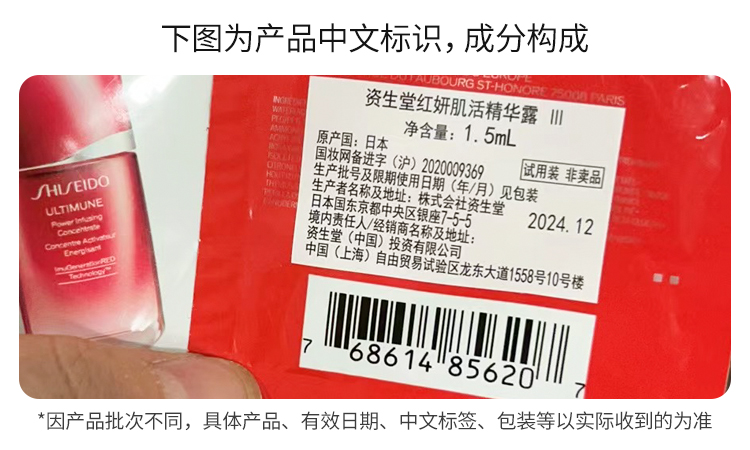 下图为产品中文标识，成分构成
SHISEIDO
ULTIMUNE
Power Infusing
Concentrate
Concentré Activateur
Energisant
ImuGenerationRED
Technology™
ST-HONORE 75008 PARIS
资生堂红妍肌活精华露 III
净含量：1.5mL
原产国：日本
国妆网备进字（沪）2020009369
试用装 非卖品
生产批号及限期使用日期（年/月）见包装
生产者名称及地址：株式会社资生堂
日本国东京都中央区银座7-5-5
2024.12
境内责任人/经销商名称及地址：
资生堂（中国）投资有限公司
中国（上海）自由贸易试验区龙东大道1558号10号楼
7 68614 85620 7
*因产品批次不同，具体产品、有效日期、中文标签、包装等以实际收到的为准